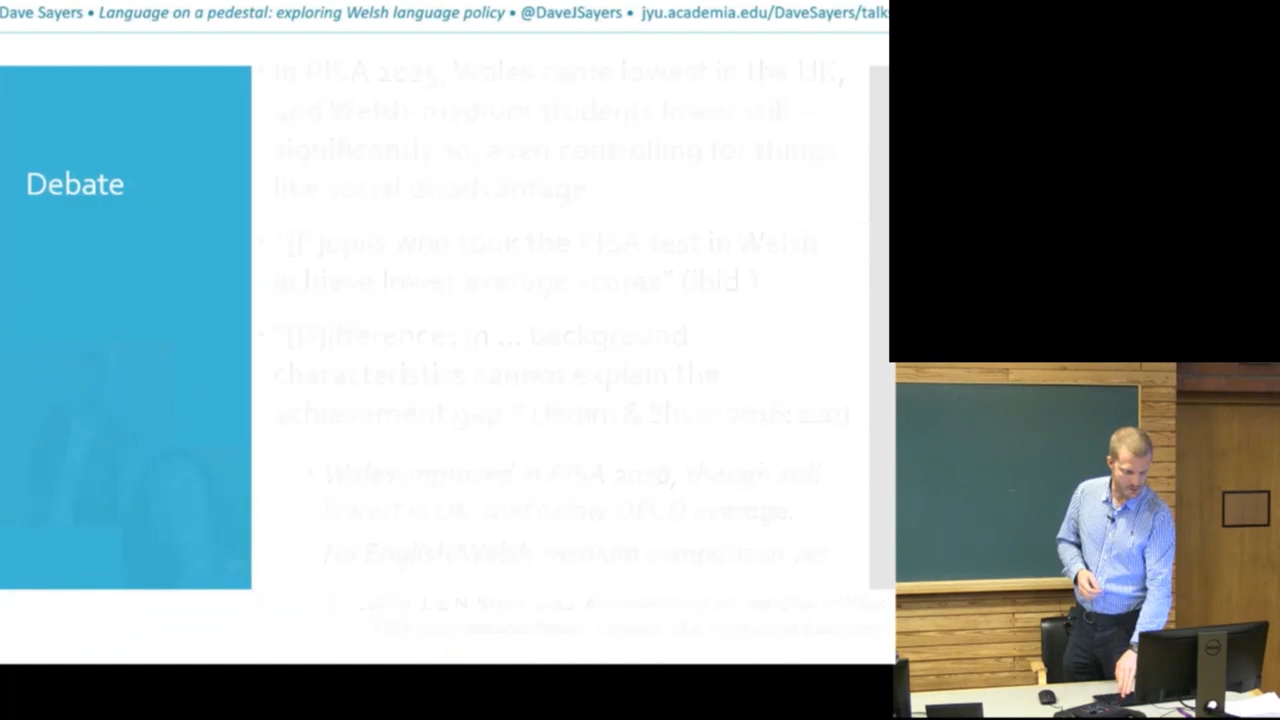 Dave Sayers • Language on a pedestal: exploring Welsh language policy • @DaveJSayers • jyu.academia.edu/DaveSayers/talks
Debate
In PISA 2015, Wales came lowest in the UK,
and Welsh-medium students lower still –
significantly so, even controlling for things
like social disadvantage
"[P]upils who took the PISA test in Welsh
achieve lower average scores" (ibid.)
"[D]ifferences in ... background
characteristics cannot explain the
achievement gap." (Jerrim & Shure
Wales improved in PISA 2018, though still
lowest in UK, and below OECD average.
No English/Welsh-medium comparison yet.
DELL